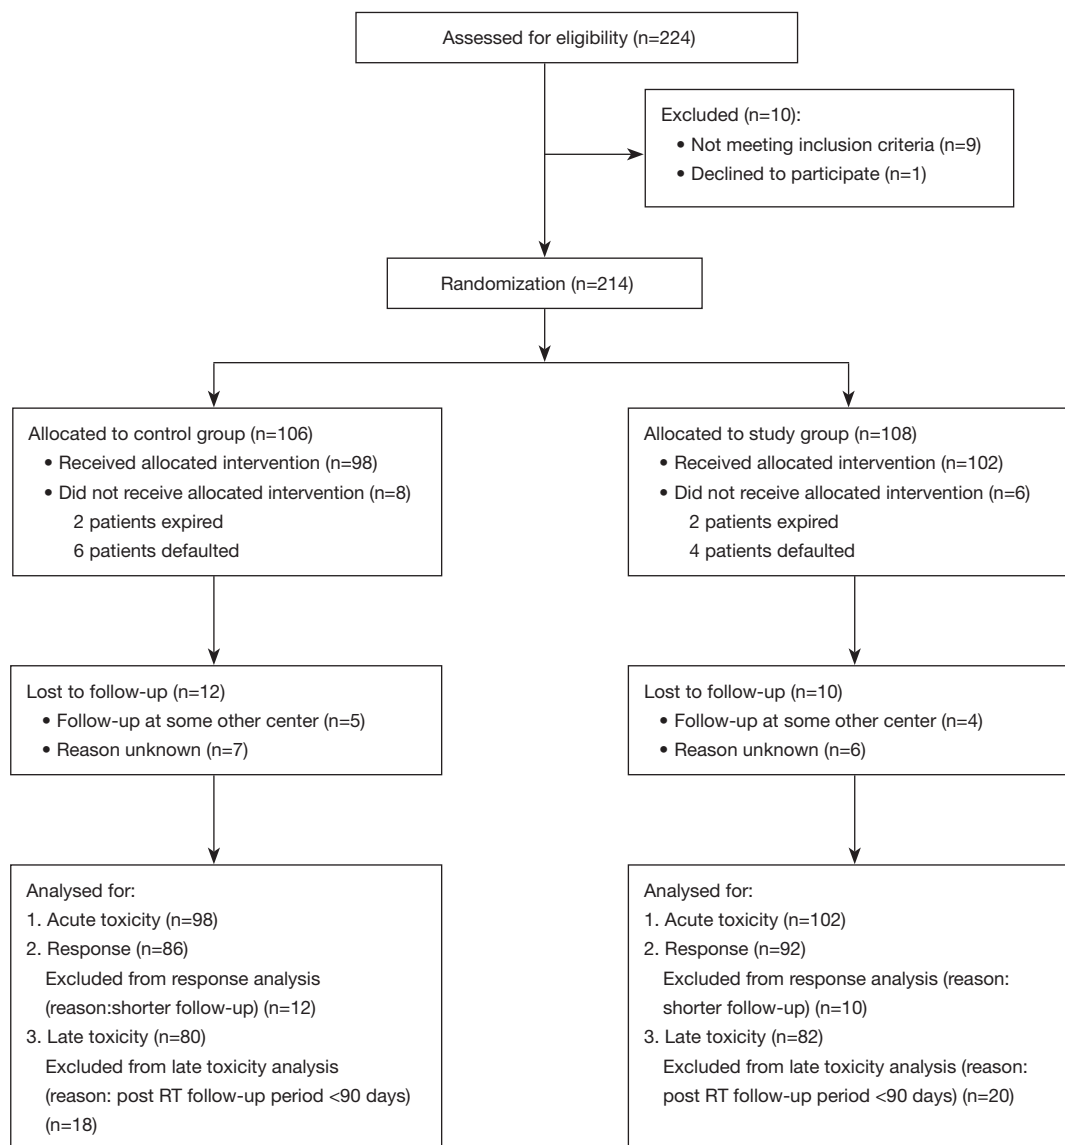 Assessed for eligibility (n=224)
Excluded (n=10):
• Not meeting inclusion criteria (n=9)
• Declined to participate (n=1)
Randomization (n=214)
Allocated to control group (n=106)
• Received allocated intervention (n=98)
• Did not receive allocated intervention (n=8)
2 patients expired
6 patients defaulted
Allocated to study group (n=108)
• Received allocated intervention (n=102)
• Did not receive allocated intervention (n=6)
2 patients expired
4 patients defaulted
Lost to follow-up (n=12)
• Follow-up at some other center (n=5)
• Reason unknown (n=7)
Lost to follow-up (n=10)
• Follow-up at some other center (n=4)
• Reason unknown (n=6)
Analysed for:
1. Acute toxicity (n=98)
2. Response (n=86)
Excluded from response analysis
(reason:shorter follow-up) (n=12)
3. Late toxicity (n=80)
Excluded from late toxicity analysis
(reason: post RT follow-up period <90 days)
(n=18)
Analysed for:
1. Acute toxicity (n=102)
2. Response (n=92)
Excluded from response analysis (reason:
shorter follow-up) (n=10)
3. Late toxicity (n=82)
Excluded from late toxicity analysis (reason:
post RT follow-up period <90 days) (n=20)